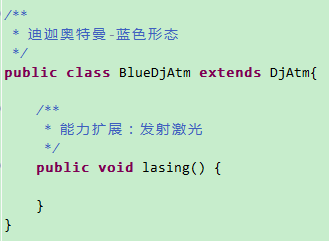 /**
 * 迪迦奥特曼-蓝色形态
 */
public class BlueDjAtm extends DjAtm{
/**
 * 能力扩展：发射激光
 */
public void lasing() {
}
}